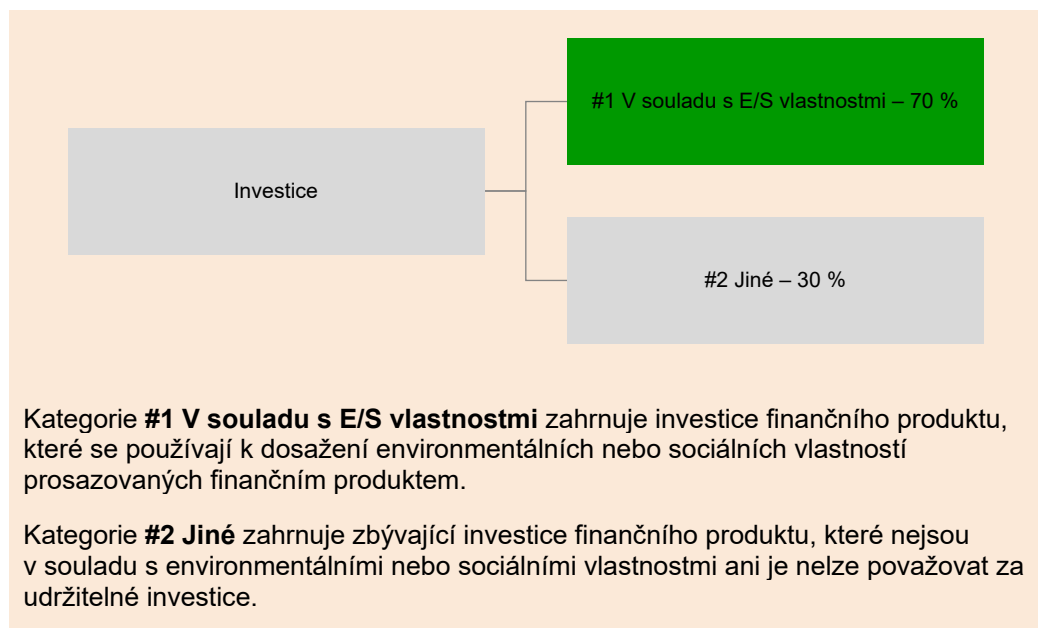 #1 V souladu s E/S vlastnostmi – 70 %
Investice
#2 Jiné – 30 %
Kategorie #1 V souladu s E/S vlastnostmi zahrnuje investice finančního produktu,
které se používají k dosažení environmentálních nebo sociálních vlastností
prosazovaných finančním produktem.
Kategorie #2 Jiné zahrnuje zbývající investice finančního produktu, které nejsou
v souladu s environmentálními nebo sociálními vlastnostmi ani je nelze považovat za
udržitelné investice.